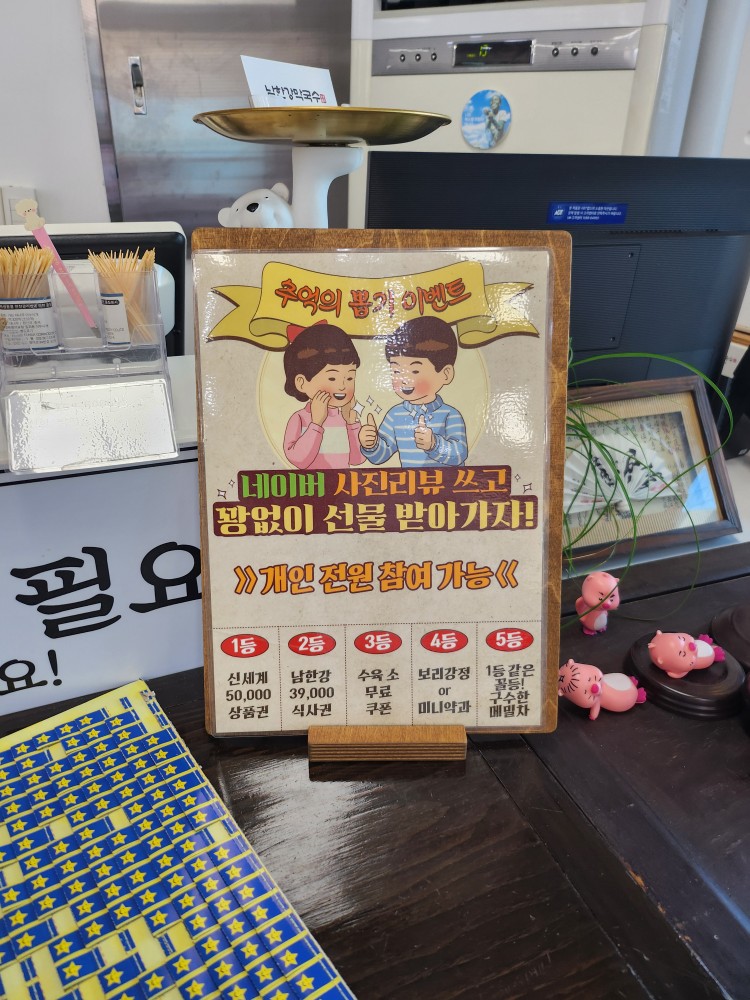 남한강막국수
추억의 뽑기 이벤트
네이버 사진리뷰 쓰고
꽝없이 선물 받아가자!
》개인 전원 참여 가능《
1등
신세계
50,000
상품권
2등
남한강
39,000
식사권
3등
수육 소
무료
쿠폰
4등
보리강정
or
미니약과
5등
1등 같은
꼴등!
구수한
메밀차
필요
요!